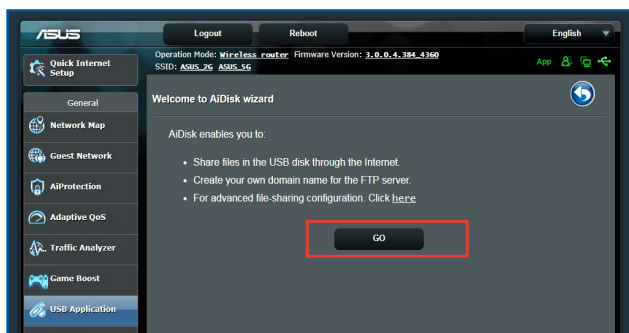 ASUS
Logout
Reboot
English
Quick Internet
Setup
Operation Mode: Wireless router Firmware Version: 3.0.0.4.384_4360
SSID: ASUS_2G ASUS_5G
App
General
Network Map
Guest Network
AiProtection
Adaptive QoS
Traffic Analyzer
Game Boost
USB Application
Welcome to AiDisk wizard
AiDisk enables you to:
• Share files in the USB disk through the Internet.
• Create your own domain name for the FTP server.
• For advanced file-sharing configuration. Click here
GO